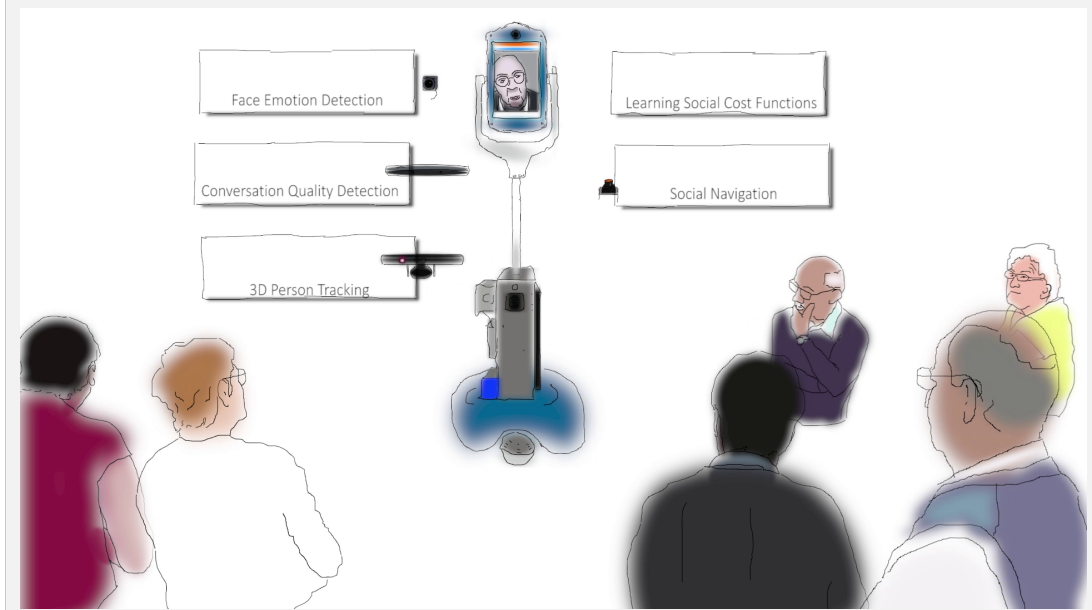 Face Emotion Detection
Conversation Quality Detection
3D Person Tracking
Learning Social Cost Functions
Social Navigation